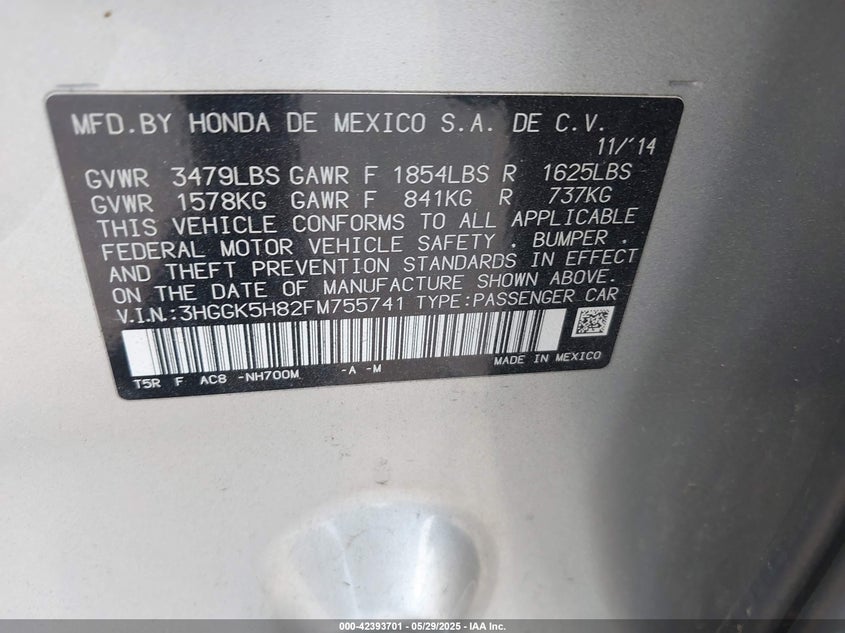 MFD.BY HONDA DE MEXICO S.A. DE C.V.
11/'14
GVWR 3479LBS GAWR F 1854LBS R 1625LBS
GVWR 1578KG GAWR F 841KG R 737KG
THIS VEHICLE CONFORMS TO ALL APPLICABLE
FEDERAL MOTOR VEHICLE SAFETY , BUMPER ,
AND THEFT PREVENTION STANDARDS IN EFFECT
ON THE DATE OF MANUFACTURE SHOWN ABOVE.
V.I.N.:3HGGK5H82FM755741 TYPE:PASSENGER CAR
T5R F AC8 -NH700M -A -M MADE IN MEXICO
000-42393701 - 05/29/2025 - IAA Inc.